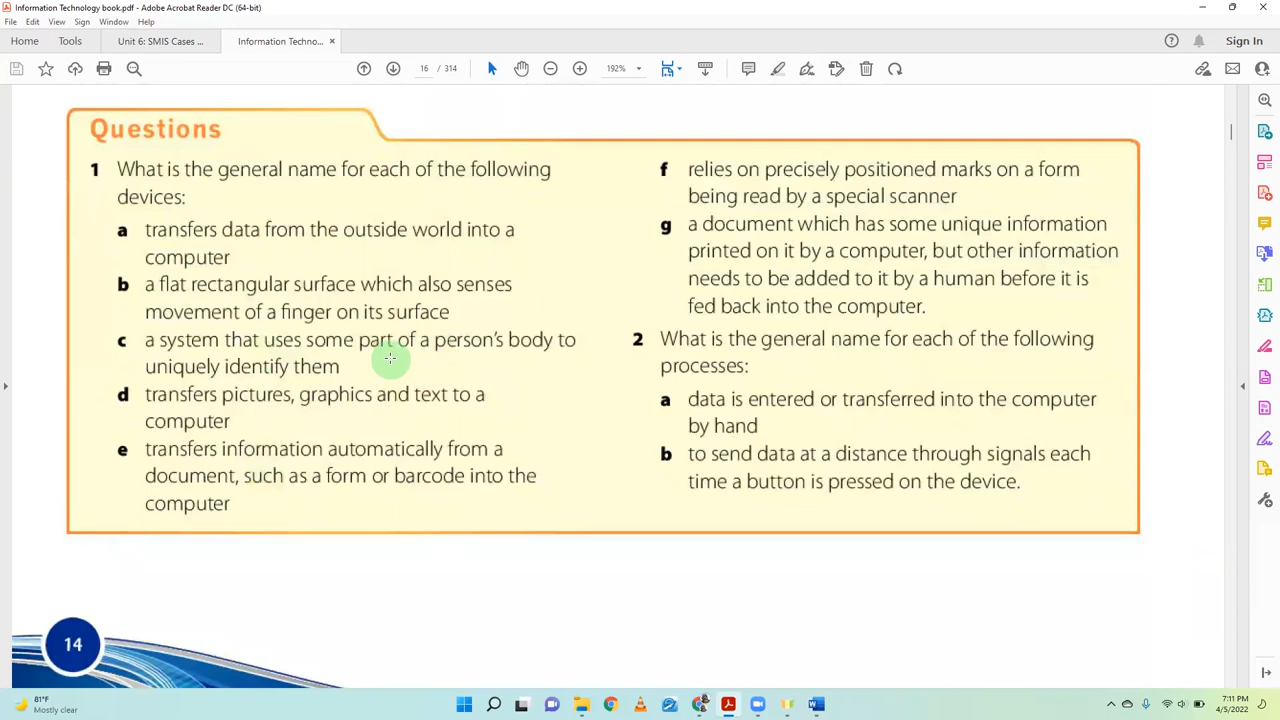 Information Technology book.pdf - Adobe Acrobat Reader DC (64-bit)
File Edit View Sign Window Help
Home Tools Unit 6: SMIS Cases ... Information Techno... × Sign In
16 / 314 192%
Questions
1 What is the general name for each of the following
devices:
a transfers data from the outside world into a
computer
b a flat rectangular surface which also senses
movement of a finger on its surface
c a system that uses some part of a person's body to
uniquely identify them
d transfers pictures, graphics and text to a
computer
e transfers information automatically from a
document, such as a form or barcode into the
computer
f relies on precisely positioned marks on a form
being read by a special scanner
g a document which has some unique information
printed on it by a computer, but other information
needs to be added to it by a human before it is
fed back into the computer.
2 What is the general name for each of the following
processes:
a data is entered or transferred into the computer
by hand
b to send data at a distance through signals each
time a button is pressed on the device.
14
81°F
Mostly clear
7:11 PM
4/5/2022